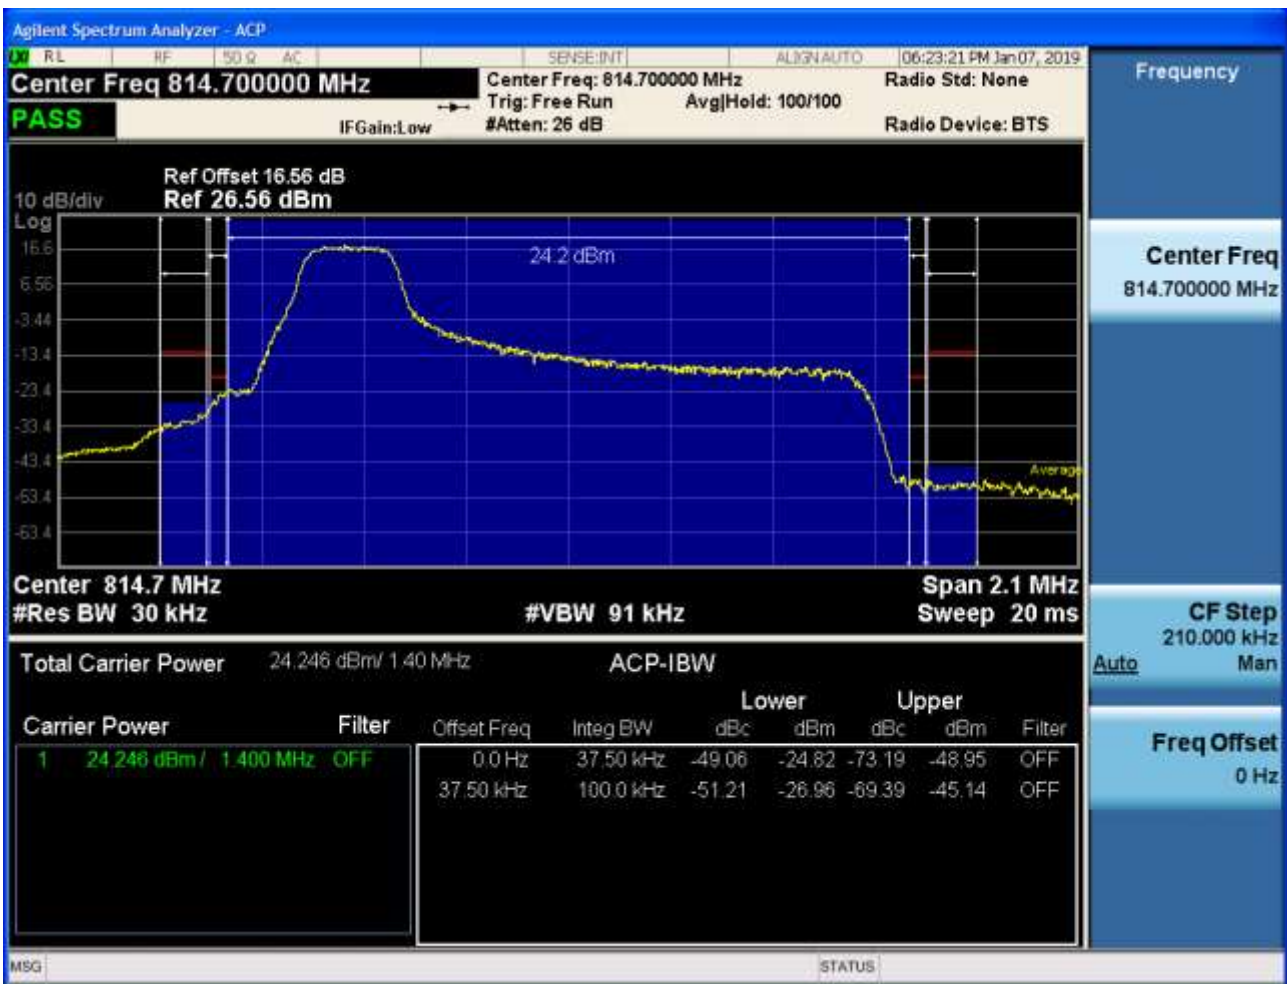 Agilent Spectrum Analyzer - ACP
LXI RL RF 50 Ω AC SENSE:INT ALIGN AUTO 06:23:21 PM Jan 07, 2019
Center Freq 814.700000 MHz
PASS
IFGain:Low
Center Freq: 814.700000 MHz
Trig: Free Run Avg|Hold: 100/100
#Atten: 26 dB
Radio Std: None
Radio Device: BTS
Ref Offset 16.56 dB
10 dB/div Ref 26.56 dBm
Log
16.6
6.56
-3.44
-13.4
-23.4
-33.4
-43.4
-53.4
-63.4
24.2 dBm
Average
Center 814.7 MHz Span 2.1 MHz
#Res BW 30 kHz #VBW 91 kHz Sweep 20 ms
Total Carrier Power 24.246 dBm/ 1.40 MHz ACP-IBW
Lower Upper
Carrier Power Filter Offset Freq Integ BW dBc dBm dBc dBm Filter
1 24.246 dBm / 1.400 MHz OFF 0.0 Hz 37.50 kHz -49.06 -24.82 -73.19 -48.95 OFF
37.50 kHz 100.0 kHz -51.21 -26.96 -69.39 -45.14 OFF
MSG STATUS
Frequency
Center Freq
814.700000 MHz
CF Step
210.000 kHz
Auto Man
Freq Offset
0 Hz